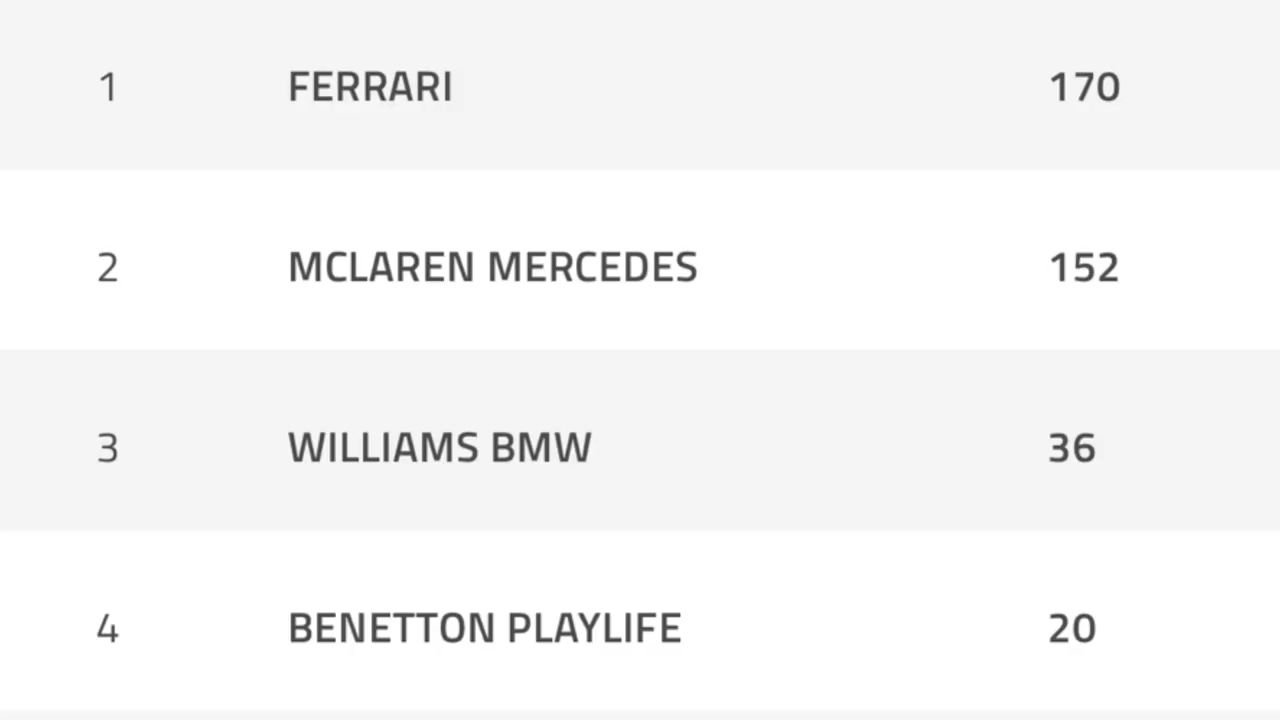 1 FERRARI 170
2 MCLAREN MERCEDES 152
3 WILLIAMS BMW 36
4 BENETTON PLAYLIFE 20